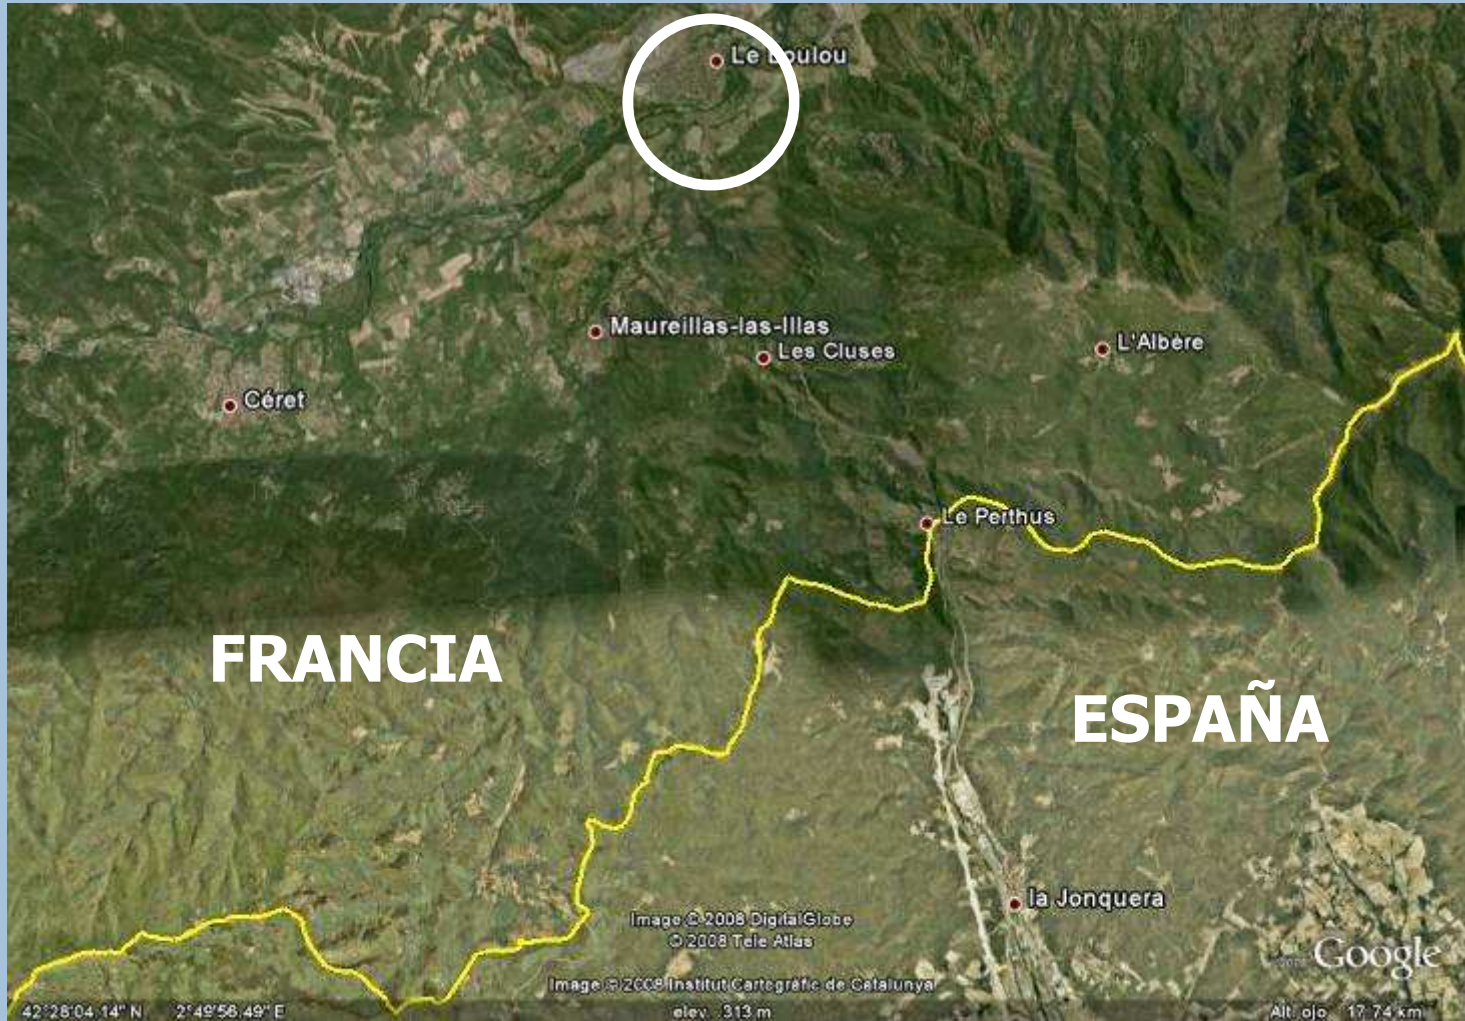 Le Boulou
Maureillas-las-Illas
Les Cluses
L'Albère
Céret
Le Perthus
FRANCIA
ESPAÑA
la Jonquera
Image © 2008 DigitalGlobe
© 2008 Tele Atlas
Google
Image © 2008 Institut Cartogràfic de Catalunya
42°28'04.14" N 2°49'56.49" E elev. 313 m Alt. ojo 17.74 km